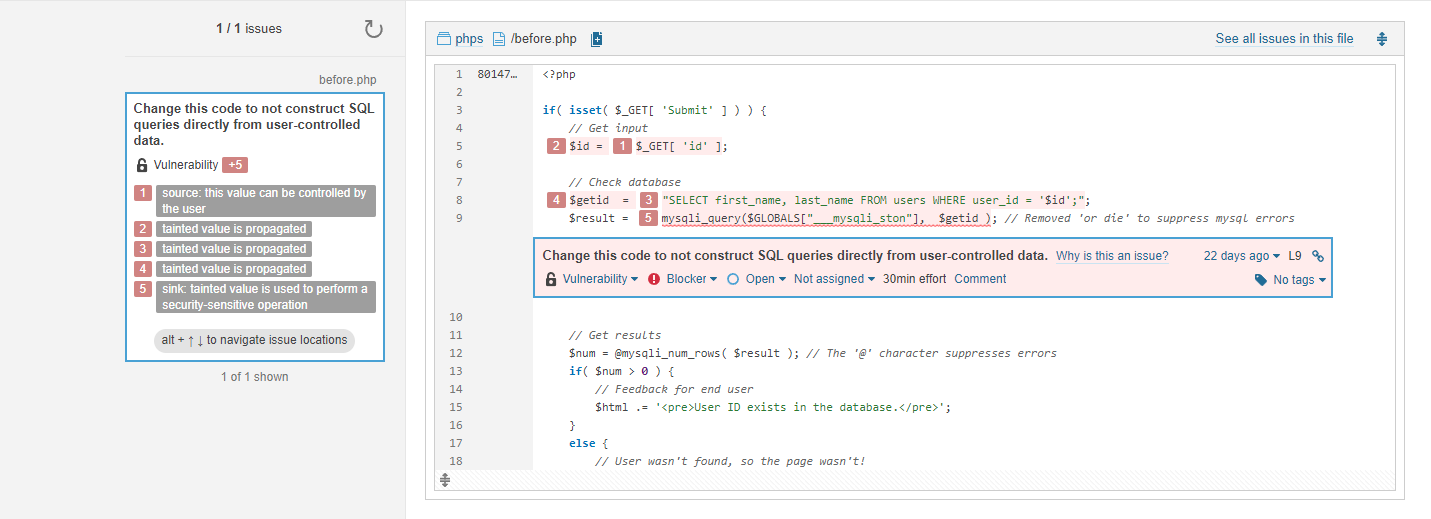 1 / 1 issues
before.php
Change this code to not construct SQL
queries directly from user-controlled
data.
Vulnerability +5
1 source: this value can be controlled by
the user
2 tainted value is propagated
3 tainted value is propagated
4 tainted value is propagated
5 sink: tainted value is used to perform a
security-sensitive operation
alt + ↑ ↓ to navigate issue locations
1 of 1 shown
phps /before.php See all issues in this file
1 80147… <?php
2
3 if( isset( $_GET[ 'Submit' ] ) ) {
4 // Get input
5 2 $id = 1 $_GET[ 'id' ];
6
7 // Check database
8 4 $getid = 3 "SELECT first_name, last_name FROM users WHERE user_id = '$id';";
9 $result = 5 mysqli_query($GLOBALS["___mysqli_ston"], $getid ); // Removed 'or die' to suppress mysql errors
Change this code to not construct SQL queries directly from user-controlled data. Why is this an issue? 22 days ago L9
Vulnerability Blocker Open Not assigned 30min effort Comment No tags
10
11 // Get results
12 $num = @mysqli_num_rows( $result ); // The '@' character suppresses errors
13 if( $num > 0 ) {
14 // Feedback for end user
15 $html .= '<pre>User ID exists in the database.</pre>';
16 }
17 else {
18 // User wasn't found, so the page wasn't!